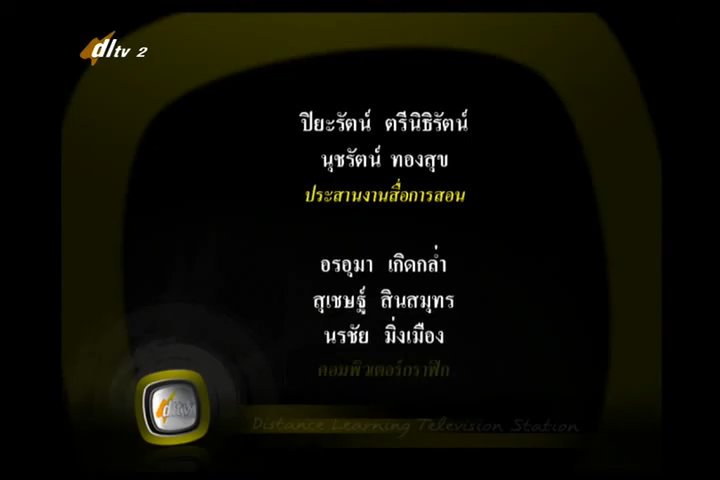 dltv 2
ปิยะรัตน์ ตรีนิธิรัตน์
นุชรัตน์ ทองสุข
ประสานงานสื่อการสอน
อรอุมา เกิดกล่ำ
สุเชษฐ์ สินสมุทร
นรชัย มิ่งเมือง
คอมพิวเตอร์กราฟิก
dltv
Distance Learning Television Station